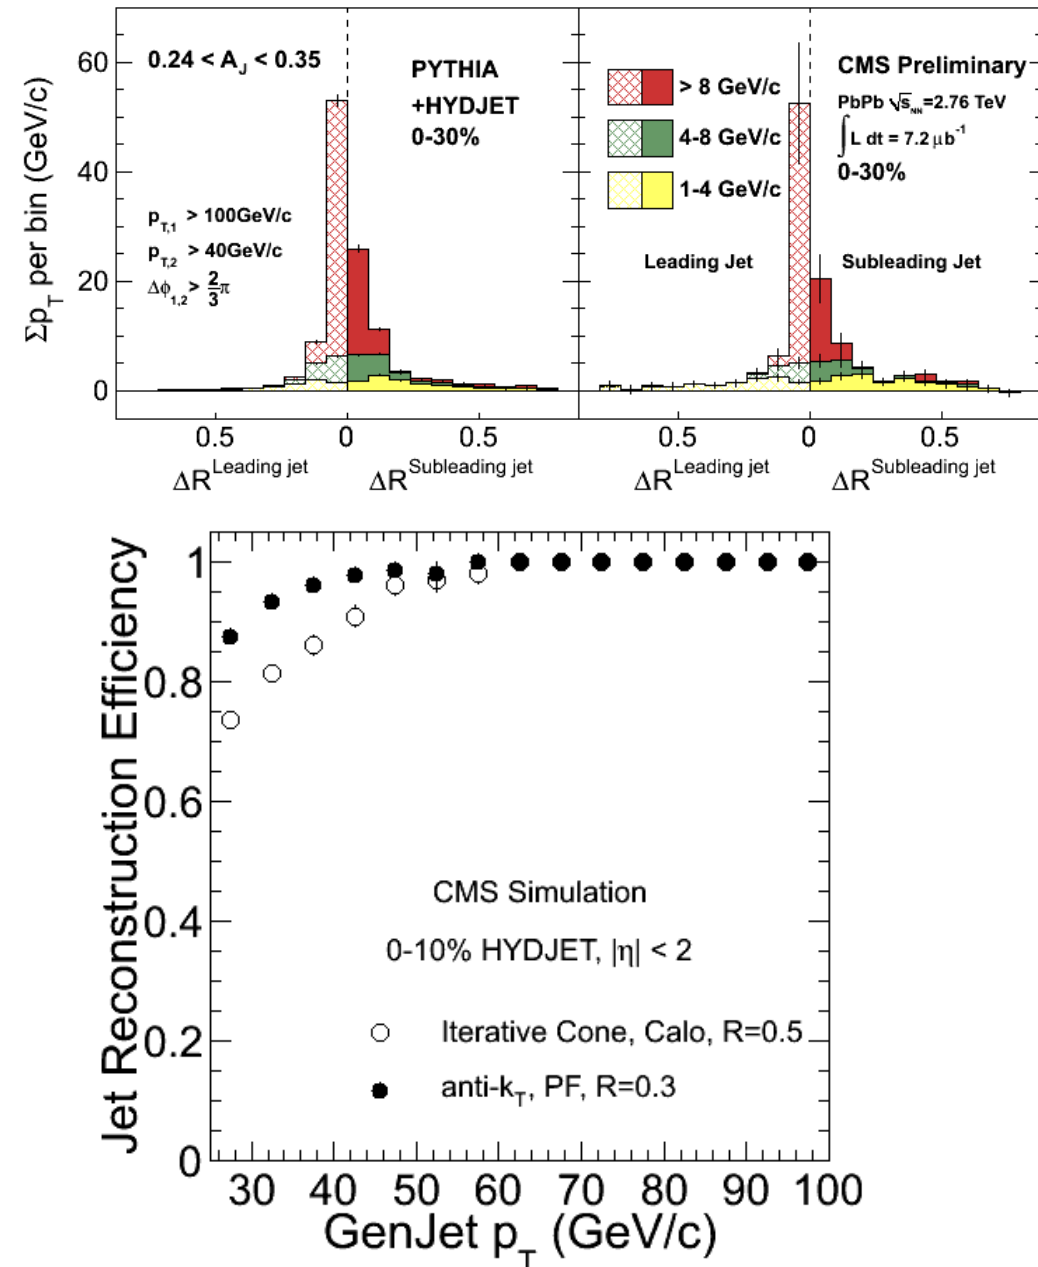 60
40
20
0
Σp_T per bin (GeV/c)
0.24 < A_J < 0.35
PYTHIA
+HYDJET
0-30%
p_T,1 > 100GeV/c
p_T,2 > 40GeV/c
Δϕ_1,2 > 2/3 π
> 8 GeV/c
4-8 GeV/c
1-4 GeV/c
CMS Preliminary
PbPb √s_NN=2.76 TeV
∫L dt = 7.2 μb^-1
0-30%
Leading Jet
Subleading Jet
0.5 0 0.5
ΔR^Leading jet ΔR^Subleading jet
0.5 0 0.5
ΔR^Leading jet ΔR^Subleading jet
Jet Reconstruction Efficiency
1
0.8
0.6
0.4
0.2
0
CMS Simulation
0-10% HYDJET, |η| < 2
Iterative Cone, Calo, R=0.5
anti-k_T, PF, R=0.3
30 40 50 60 70 80 90 100
GenJet p_T (GeV/c)